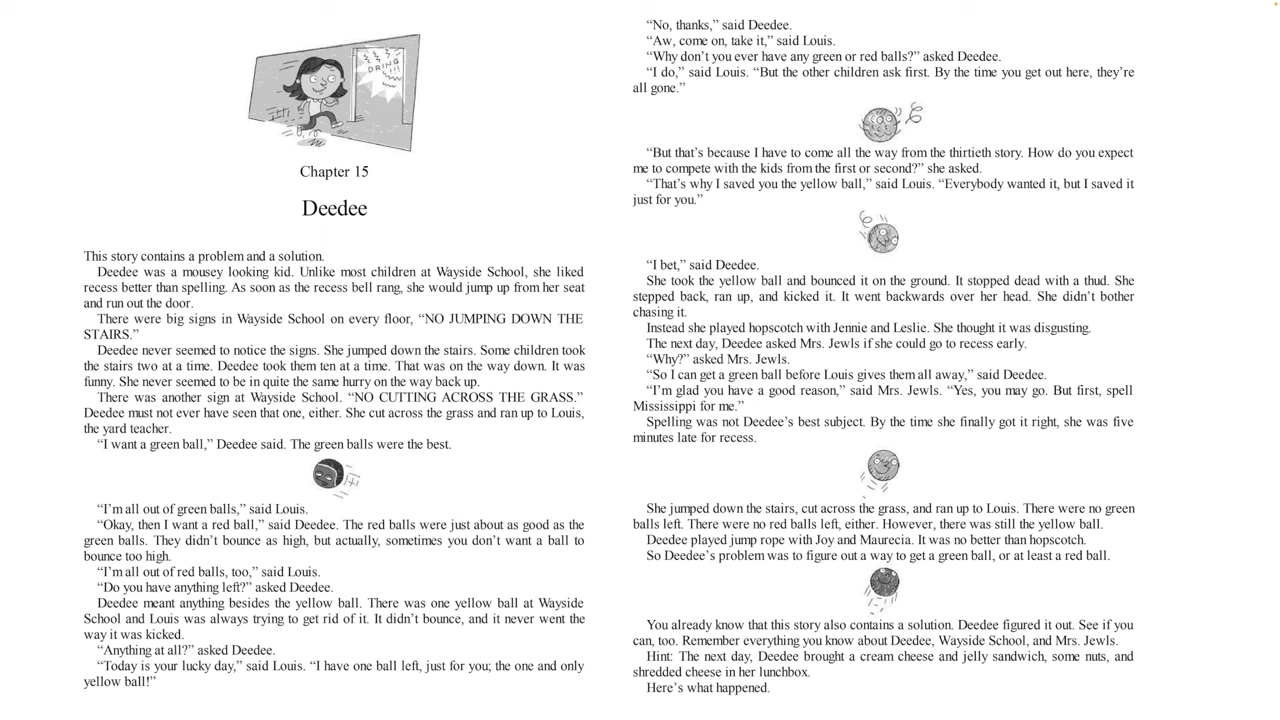 DRING
!!!!
Chapter 15
Deedee
This story contains a problem and a solution.
Deedee was a mousey looking kid. Unlike most children at Wayside School, she liked
recess better than spelling. As soon as the recess bell rang, she would jump up from her seat
and run out the door.
There were big signs in Wayside School on every floor, “NO JUMPING DOWN THE
STAIRS.”
Deedee never seemed to notice the signs. She jumped down the stairs. Some children took
the stairs two at a time. Deedee took them ten at a time. That was on the way down. It was
funny. She never seemed to be in quite the same hurry on the way back up.
There was another sign at Wayside School. “NO CUTTING ACROSS THE GRASS.”
Deedee must not ever have seen that one, either. She cut across the grass and ran up to Louis,
the yard teacher.
“I want a green ball,” Deedee said. The green balls were the best.
“I’m all out of green balls,” said Louis.
“Okay, then I want a red ball,” said Deedee. The red balls were just about as good as the
green balls. They didn’t bounce as high, but actually, sometimes you don’t want a ball to
bounce too high.
“I’m all out of red balls, too,” said Louis.
“Do you have anything left?” asked Deedee.
Deedee meant anything besides the yellow ball. There was one yellow ball at Wayside
School and Louis was always trying to get rid of it. It didn’t bounce, and it never went the
way it was kicked.
“Anything at all?” asked Deedee.
“Today is your lucky day,” said Louis. “I have one ball left, just for you; the one and only
yellow ball!”
“No, thanks,” said Deedee.
“Aw, come on, take it,” said Louis.
“Why don’t you ever have any green or red balls?” asked Deedee.
“I do,” said Louis. “But the other children ask first. By the time you get out here, they’re
all gone.”
“But that’s because I have to come all the way from the thirtieth story. How do you expect
me to compete with the kids from the first or second?” she asked.
“That’s why I saved you the yellow ball,” said Louis. “Everybody wanted it, but I saved it
just for you.”
“I bet,” said Deedee.
She took the yellow ball and bounced it on the ground. It stopped dead with a thud. She
stepped back, ran up, and kicked it. It went backwards over her head. She didn’t bother
chasing it.
Instead she played hopscotch with Jennie and Leslie. She thought it was disgusting.
The next day, Deedee asked Mrs. Jewls if she could go to recess early.
“Why?” asked Mrs. Jewls.
“So I can get a green ball before Louis gives them all away,” said Deedee.
“I’m glad you have a good reason,” said Mrs. Jewls. “Yes, you may go. But first, spell
Mississippi for me.”
Spelling was not Deedee’s best subject. By the time she finally got it right, she was five
minutes late for recess.
She jumped down the stairs, cut across the grass, and ran up to Louis. There were no green
balls left. There were no red balls left, either. However, there was still the yellow ball.
Deedee played jump rope with Joy and Maurecia. It was no better than hopscotch.
So Deedee’s problem was to figure out a way to get a green ball, or at least a red ball.
You already know that this story also contains a solution. Deedee figured it out. See if you
can, too. Remember everything you know about Deedee, Wayside School, and Mrs. Jewls.
Hint: The next day, Deedee brought a cream cheese and jelly sandwich, some nuts, and
shredded cheese in her lunchbox.
Here’s what happened.